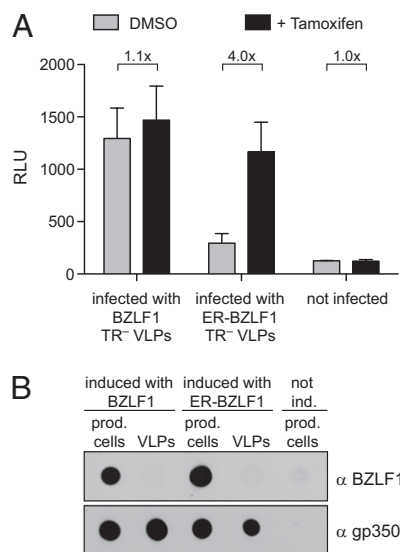 A
DMSO + Tamoxifen
1.1x 4.0x 1.0x
2000
1500
1000
500
0
RLU
infected with infected with not infected
BZLF1 ER-BZLF1
TR⁻ VLPs TR⁻ VLPs
B
induced with induced with not
BZLF1 ER-BZLF1 ind.
prod. prod. prod.
cells VLPs cells VLPs cells
α BZLF1
α gp350